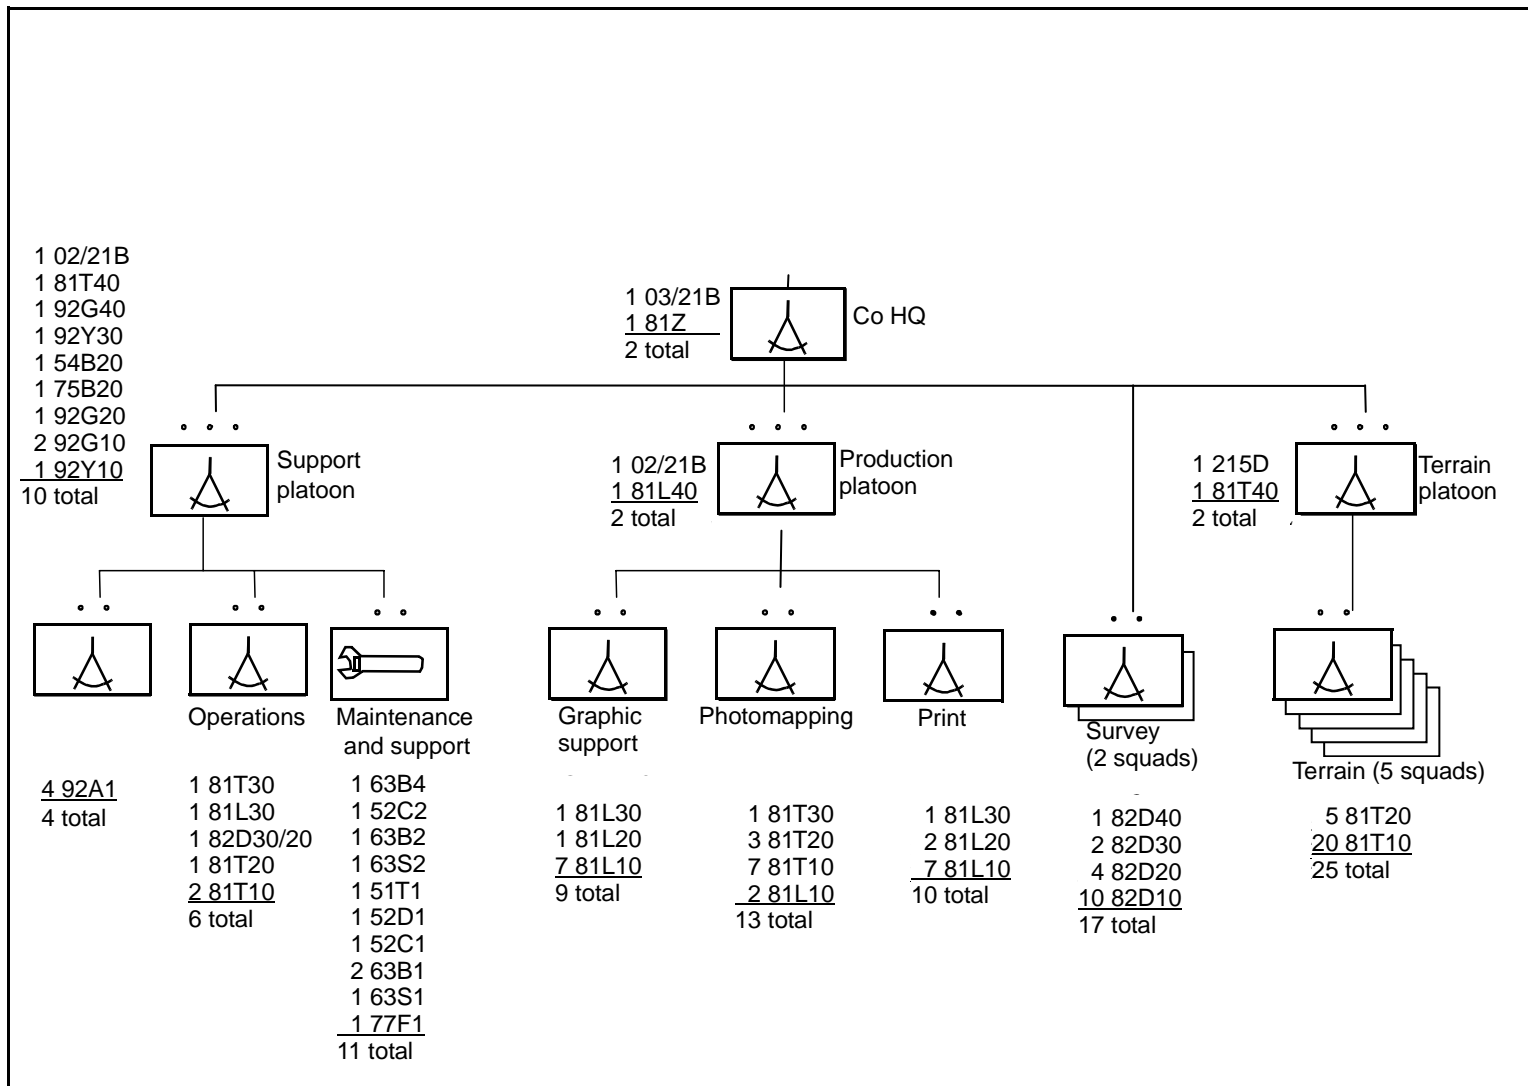 1 02/21B
1 81T40
1 92G40
1 92Y30
1 54B20
1 75B20
1 92G20
2 92G10
1 92Y10
10 total
Support
platoon
1 03/21B
1 81Z
2 total
Co HQ
1 02/21B
1 81L40
2 total
Production
platoon
1 215D
1 81T40
2 total
Terrain
platoon
4 92A1
4 total
Operations
1 81T30
1 81L30
1 82D30/20
1 81T20
2 81T10
6 total
Maintenance
and support
1 63B4
1 52C2
1 63B2
1 63S2
1 51T1
1 52D1
1 52C1
2 63B1
1 63S1
1 77F1
11 total
Graphic
support
1 81L30
1 81L20
7 81L10
9 total
Photomapping
1 81T30
3 81T20
7 81T10
2 81L10
13 total
Print
1 81L30
2 81L20
7 81L10
10 total
Survey
(2 squads)
1 82D40
2 82D30
4 82D20
10 82D10
17 total
Terrain (5 squads)
5 81T20
20 81T10
25 total